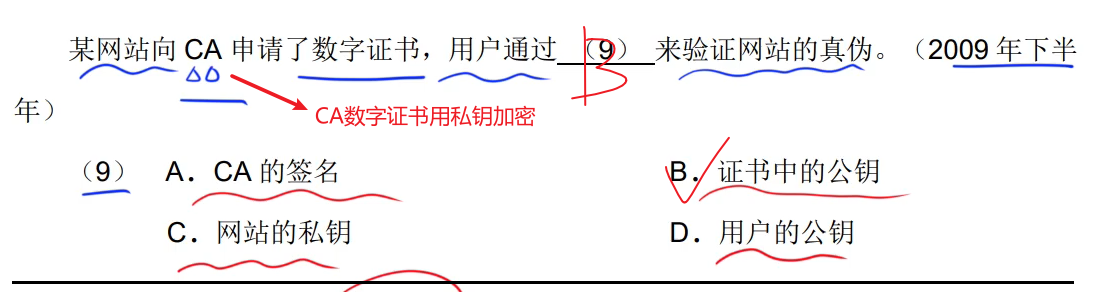 某网站向 CA 申请了数字证书，用户通过 （9） 来验证网站的真伪。（2009 年下半
B
年）
CA数字证书用私钥加密
（9） A．CA 的签名 B．证书中的公钥
C．网站的私钥 D．用户的公钥